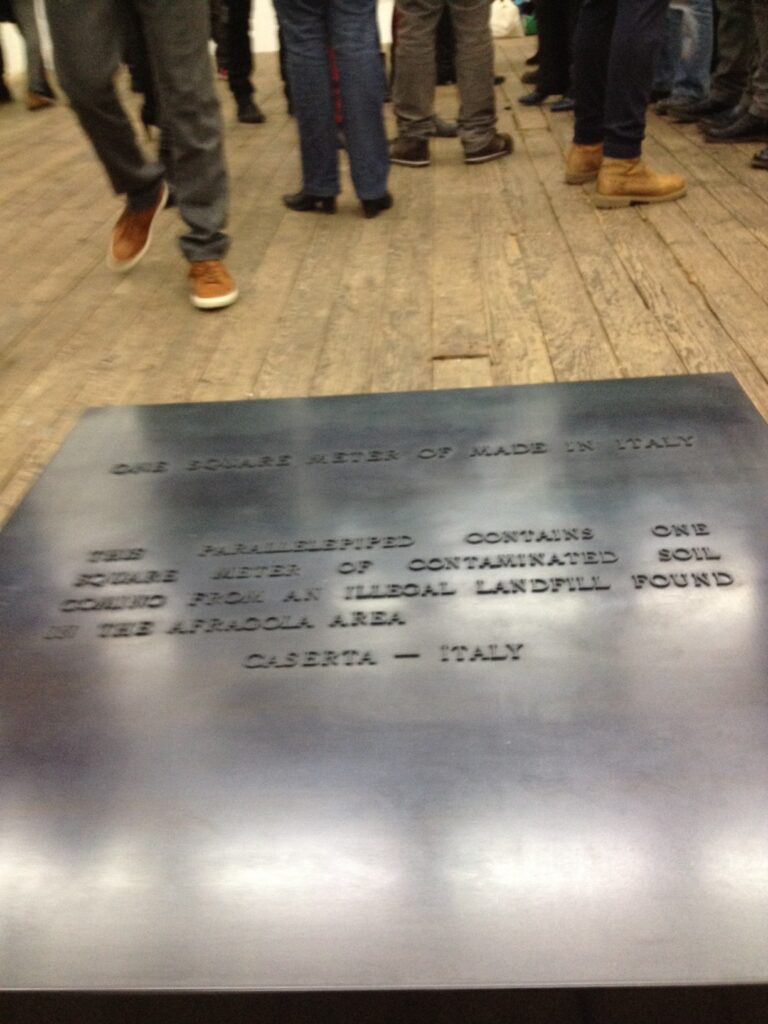 ONE SQUARE METER OF MADE IN ITALY
THIS PARALLELEPIPED CONTAINS ONE
SQUARE METER OF CONTAMINATED SOIL
COMING FROM AN ILLEGAL LANDFILL FOUND
IN THE AFRAGOLA AREA
CASERTA — ITALY